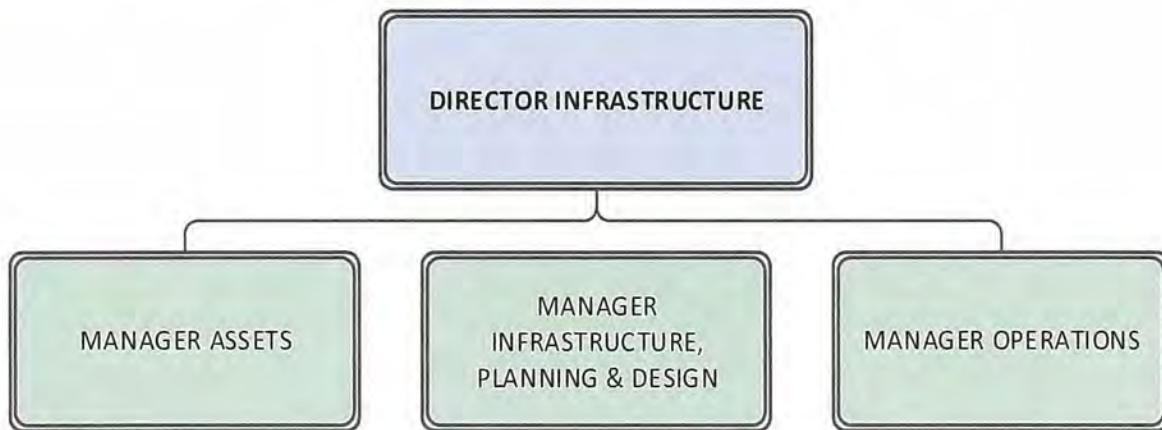 DIRECTOR INFRASTRUCTURE
MANAGER ASSETS
MANAGER
INFRASTRUCTURE,
PLANNING & DESIGN
MANAGER OPERATIONS